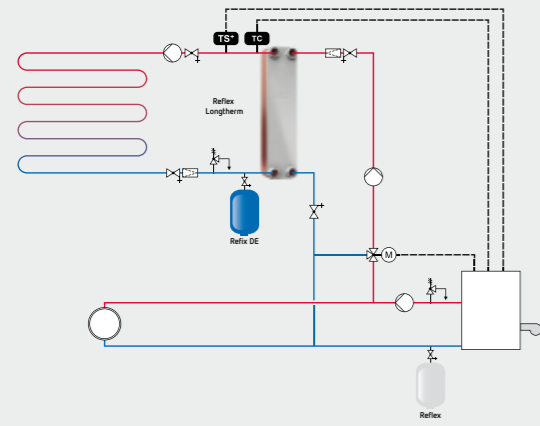 TS+
TC
Reflex
Longtherm
Refix DE
M
Reflex